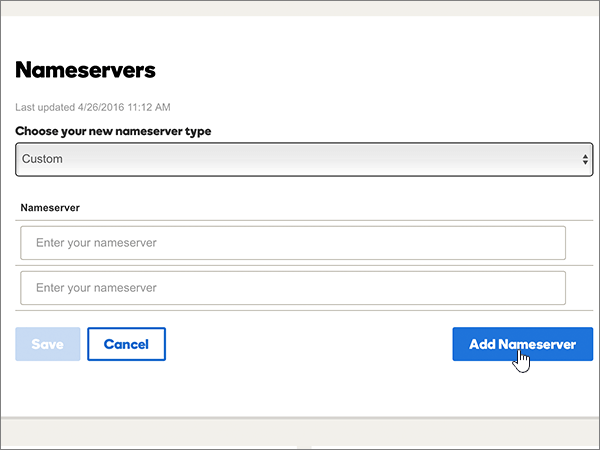 Nameservers
Last updated 4/26/2016 11:12 AM
Choose your new nameserver type
Custom
Nameserver
Enter your nameserver
Enter your nameserver
Save Cancel Add Nameserver